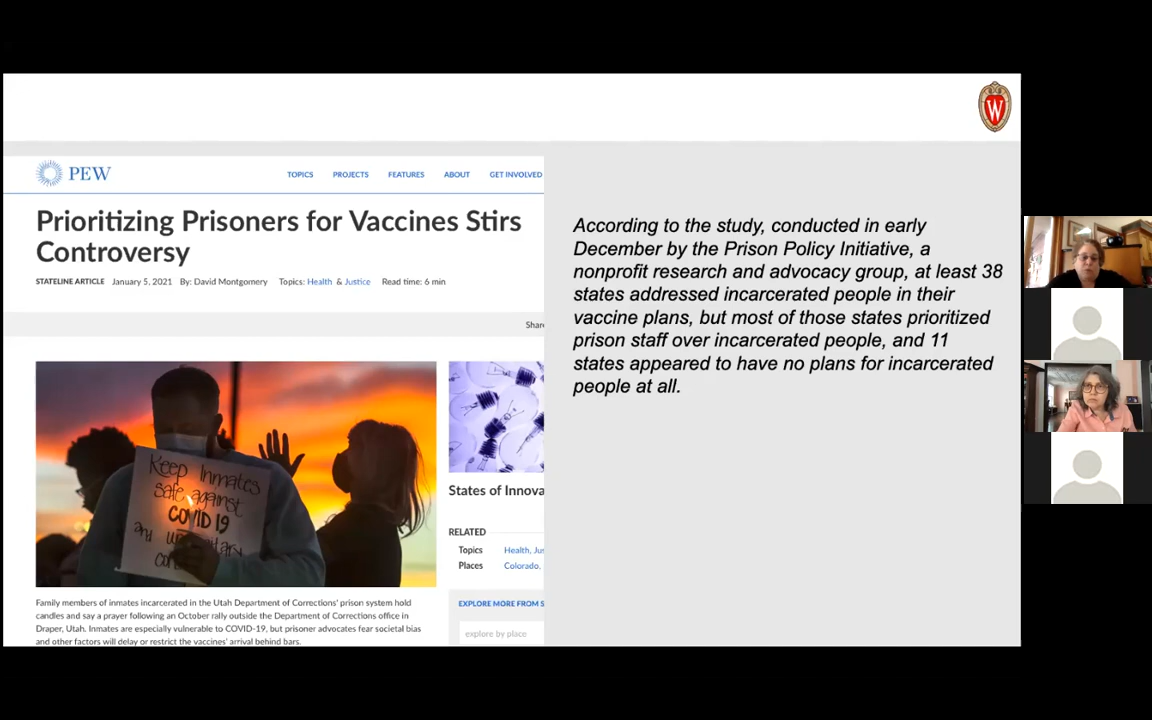 W
PEW
TOPICS PROJECTS FEATURES ABOUT GET INVOLVED
Prioritizing Prisoners for Vaccines Stirs
Controversy
STATELINE ARTICLE January 5, 2021 By: David Montgomery Topics: Health & Justice Read time: 6 min
Share
Keep Inmates
safe against
COVID 19
and
States of Innova
RELATED
Topics Health, Jus
Places Colorado,
EXPLORE MORE FROM S
explore by place
Family members of inmates incarcerated in the Utah Department of Corrections' prison system hold
candles and say a prayer following an October rally outside the Department of Corrections office in
Draper, Utah. Inmates are especially vulnerable to COVID-19, but prisoner advocates fear societal bias
and other factors will delay or restrict the vaccines' arrival behind bars.
According to the study, conducted in early
December by the Prison Policy Initiative, a
nonprofit research and advocacy group, at least 38
states addressed incarcerated people in their
vaccine plans, but most of those states prioritized
prison staff over incarcerated people, and 11
states appeared to have no plans for incarcerated
people at all.